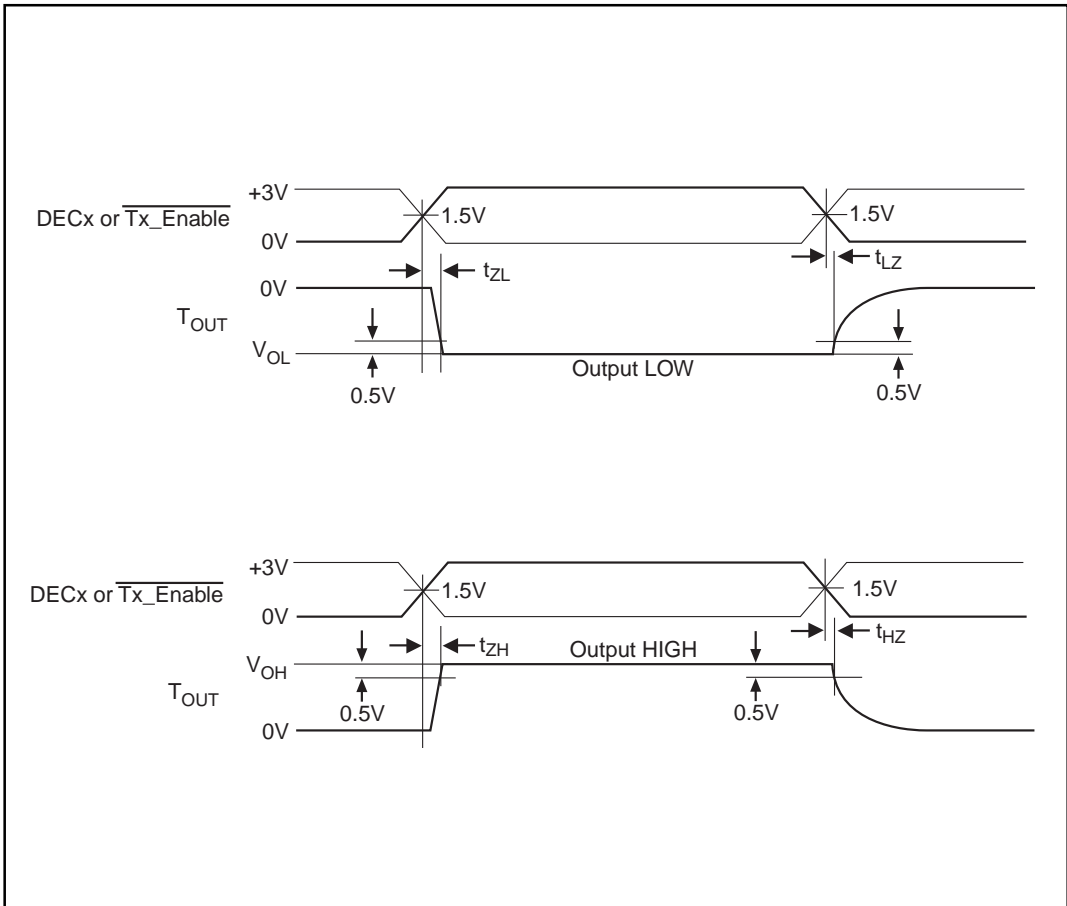 +3V
DECx or Tx_Enable
1.5V
1.5V
0V
tZL
tLZ
0V
TOUT
VOL
Output LOW
0.5V
0.5V
+3V
DECx or Tx_Enable
1.5V
1.5V
0V
tZH
Output HIGH
tHZ
VOH
TOUT
0.5V
0.5V
0V